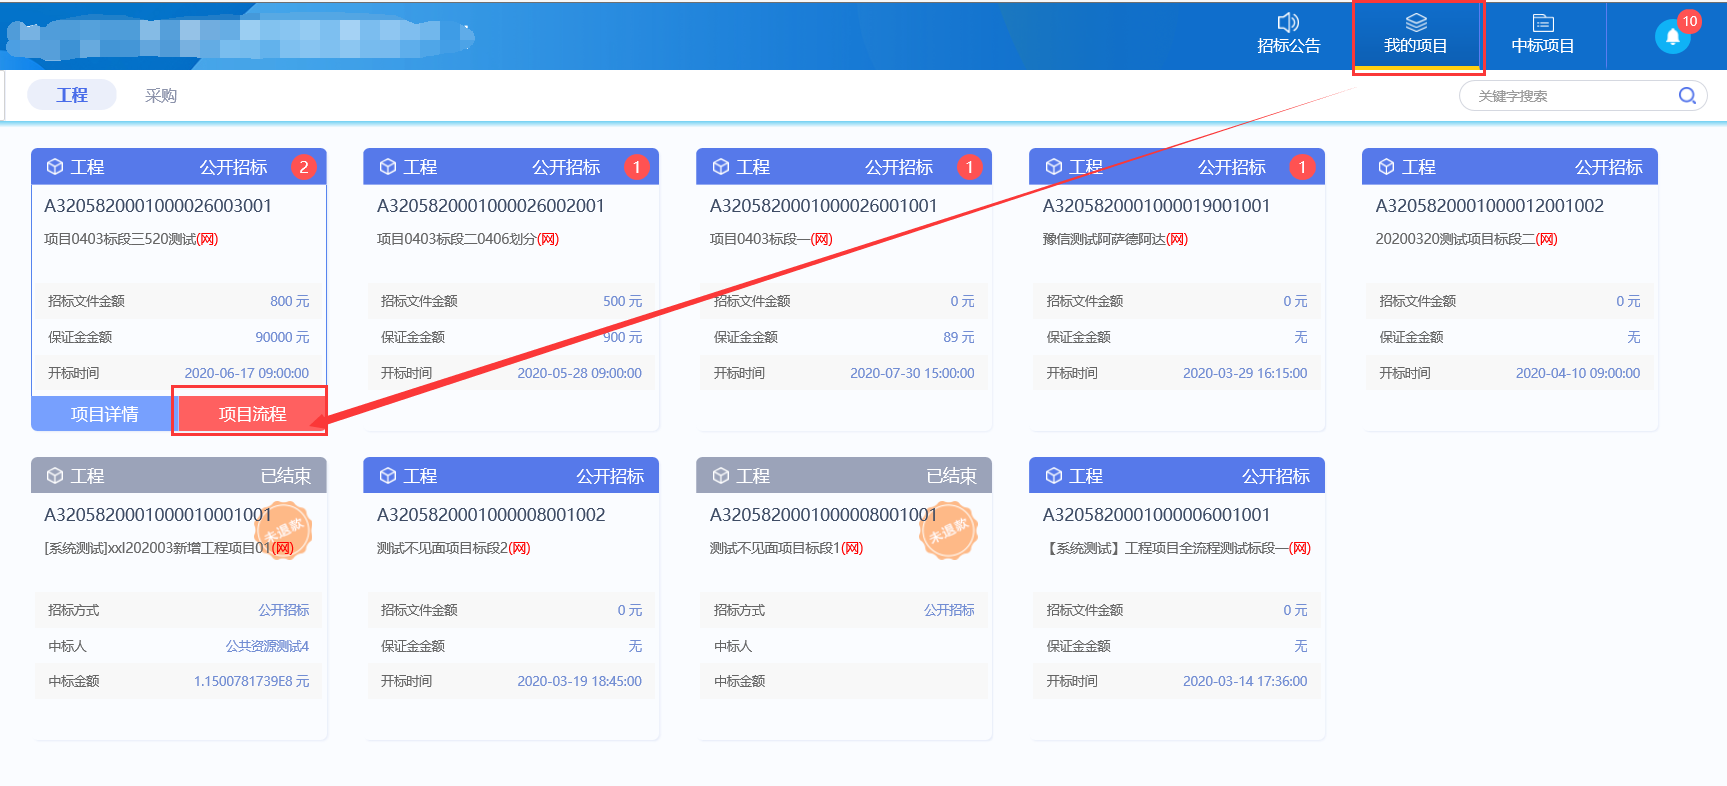 招标公告
我的项目
中标项目
10
工程
采购
关键字搜索
工程 公开招标 2
A3205820001000026003001
项目0403标段三520测试(网)
招标文件金额 800 元
保证金金额 90000 元
开标时间 2020-06-17 09:00:00
项目详情 项目流程
工程 公开招标 1
A3205820001000026002001
项目0403标段二0406划分(网)
招标文件金额 500 元
保证金金额 900 元
开标时间 2020-05-28 09:00:00
工程 公开招标 1
A3205820001000026001001
项目0403标段一(网)
招标文件金额 0 元
保证金金额 89 元
开标时间 2020-07-30 15:00:00
工程 公开招标 1
A3205820001000019001001
豫信测试阿萨德阿达(网)
招标文件金额 0 元
保证金金额 无
开标时间 2020-03-29 16:15:00
工程 公开招标
A3205820001000012001002
20200320测试项目标段二(网)
招标文件金额 0 元
保证金金额 无
开标时间 2020-04-10 09:00:00
工程 已结束
A3205820001000010001001
未退款
[系统测试]xxl202003新增工程项目01(网)
招标方式 公开招标
中标人 公共资源测试4
中标金额 1.1500781739E8 元
工程 公开招标
A3205820001000008001002
测试不见面项目标段2(网)
招标文件金额 0 元
保证金金额 无
开标时间 2020-03-19 18:45:00
工程 已结束
A3205820001000008001001
未退款
测试不见面项目标段1(网)
招标方式 公开招标
中标人
中标金额
工程 公开招标
A3205820001000006001001
【系统测试】工程项目全流程测试标段一(网)
招标文件金额 0 元
保证金金额 无
开标时间 2020-03-14 17:36:00